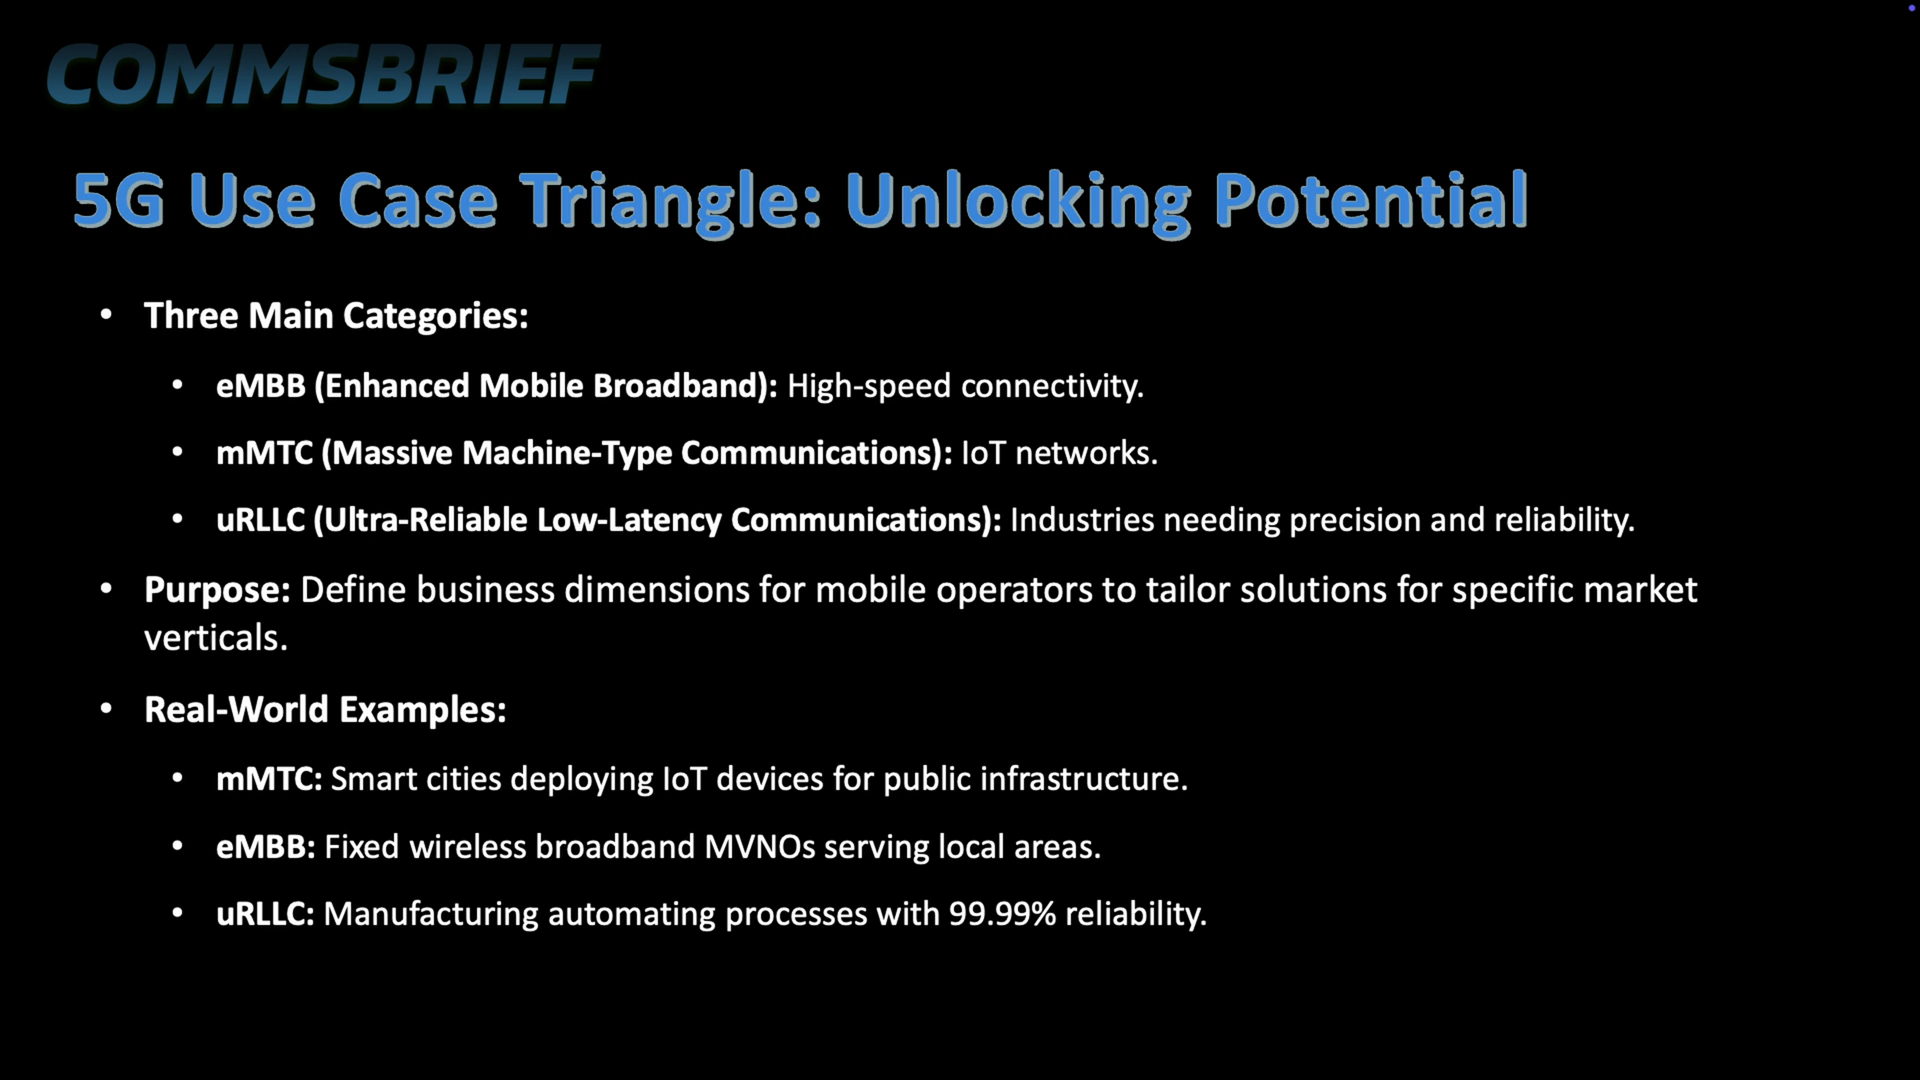 COMMSBRIEF
5G Use Case Triangle: Unlocking Potential
• Three Main Categories:
• eMBB (Enhanced Mobile Broadband): High-speed connectivity.
• mMTC (Massive Machine-Type Communications): IoT networks.
• uRLLC (Ultra-Reliable Low-Latency Communications): Industries needing precision and reliability.
• Purpose: Define business dimensions for mobile operators to tailor solutions for specific market
verticals.
• Real-World Examples:
• mMTC: Smart cities deploying IoT devices for public infrastructure.
• eMBB: Fixed wireless broadband MVNOs serving local areas.
• uRLLC: Manufacturing automating processes with 99.99% reliability.